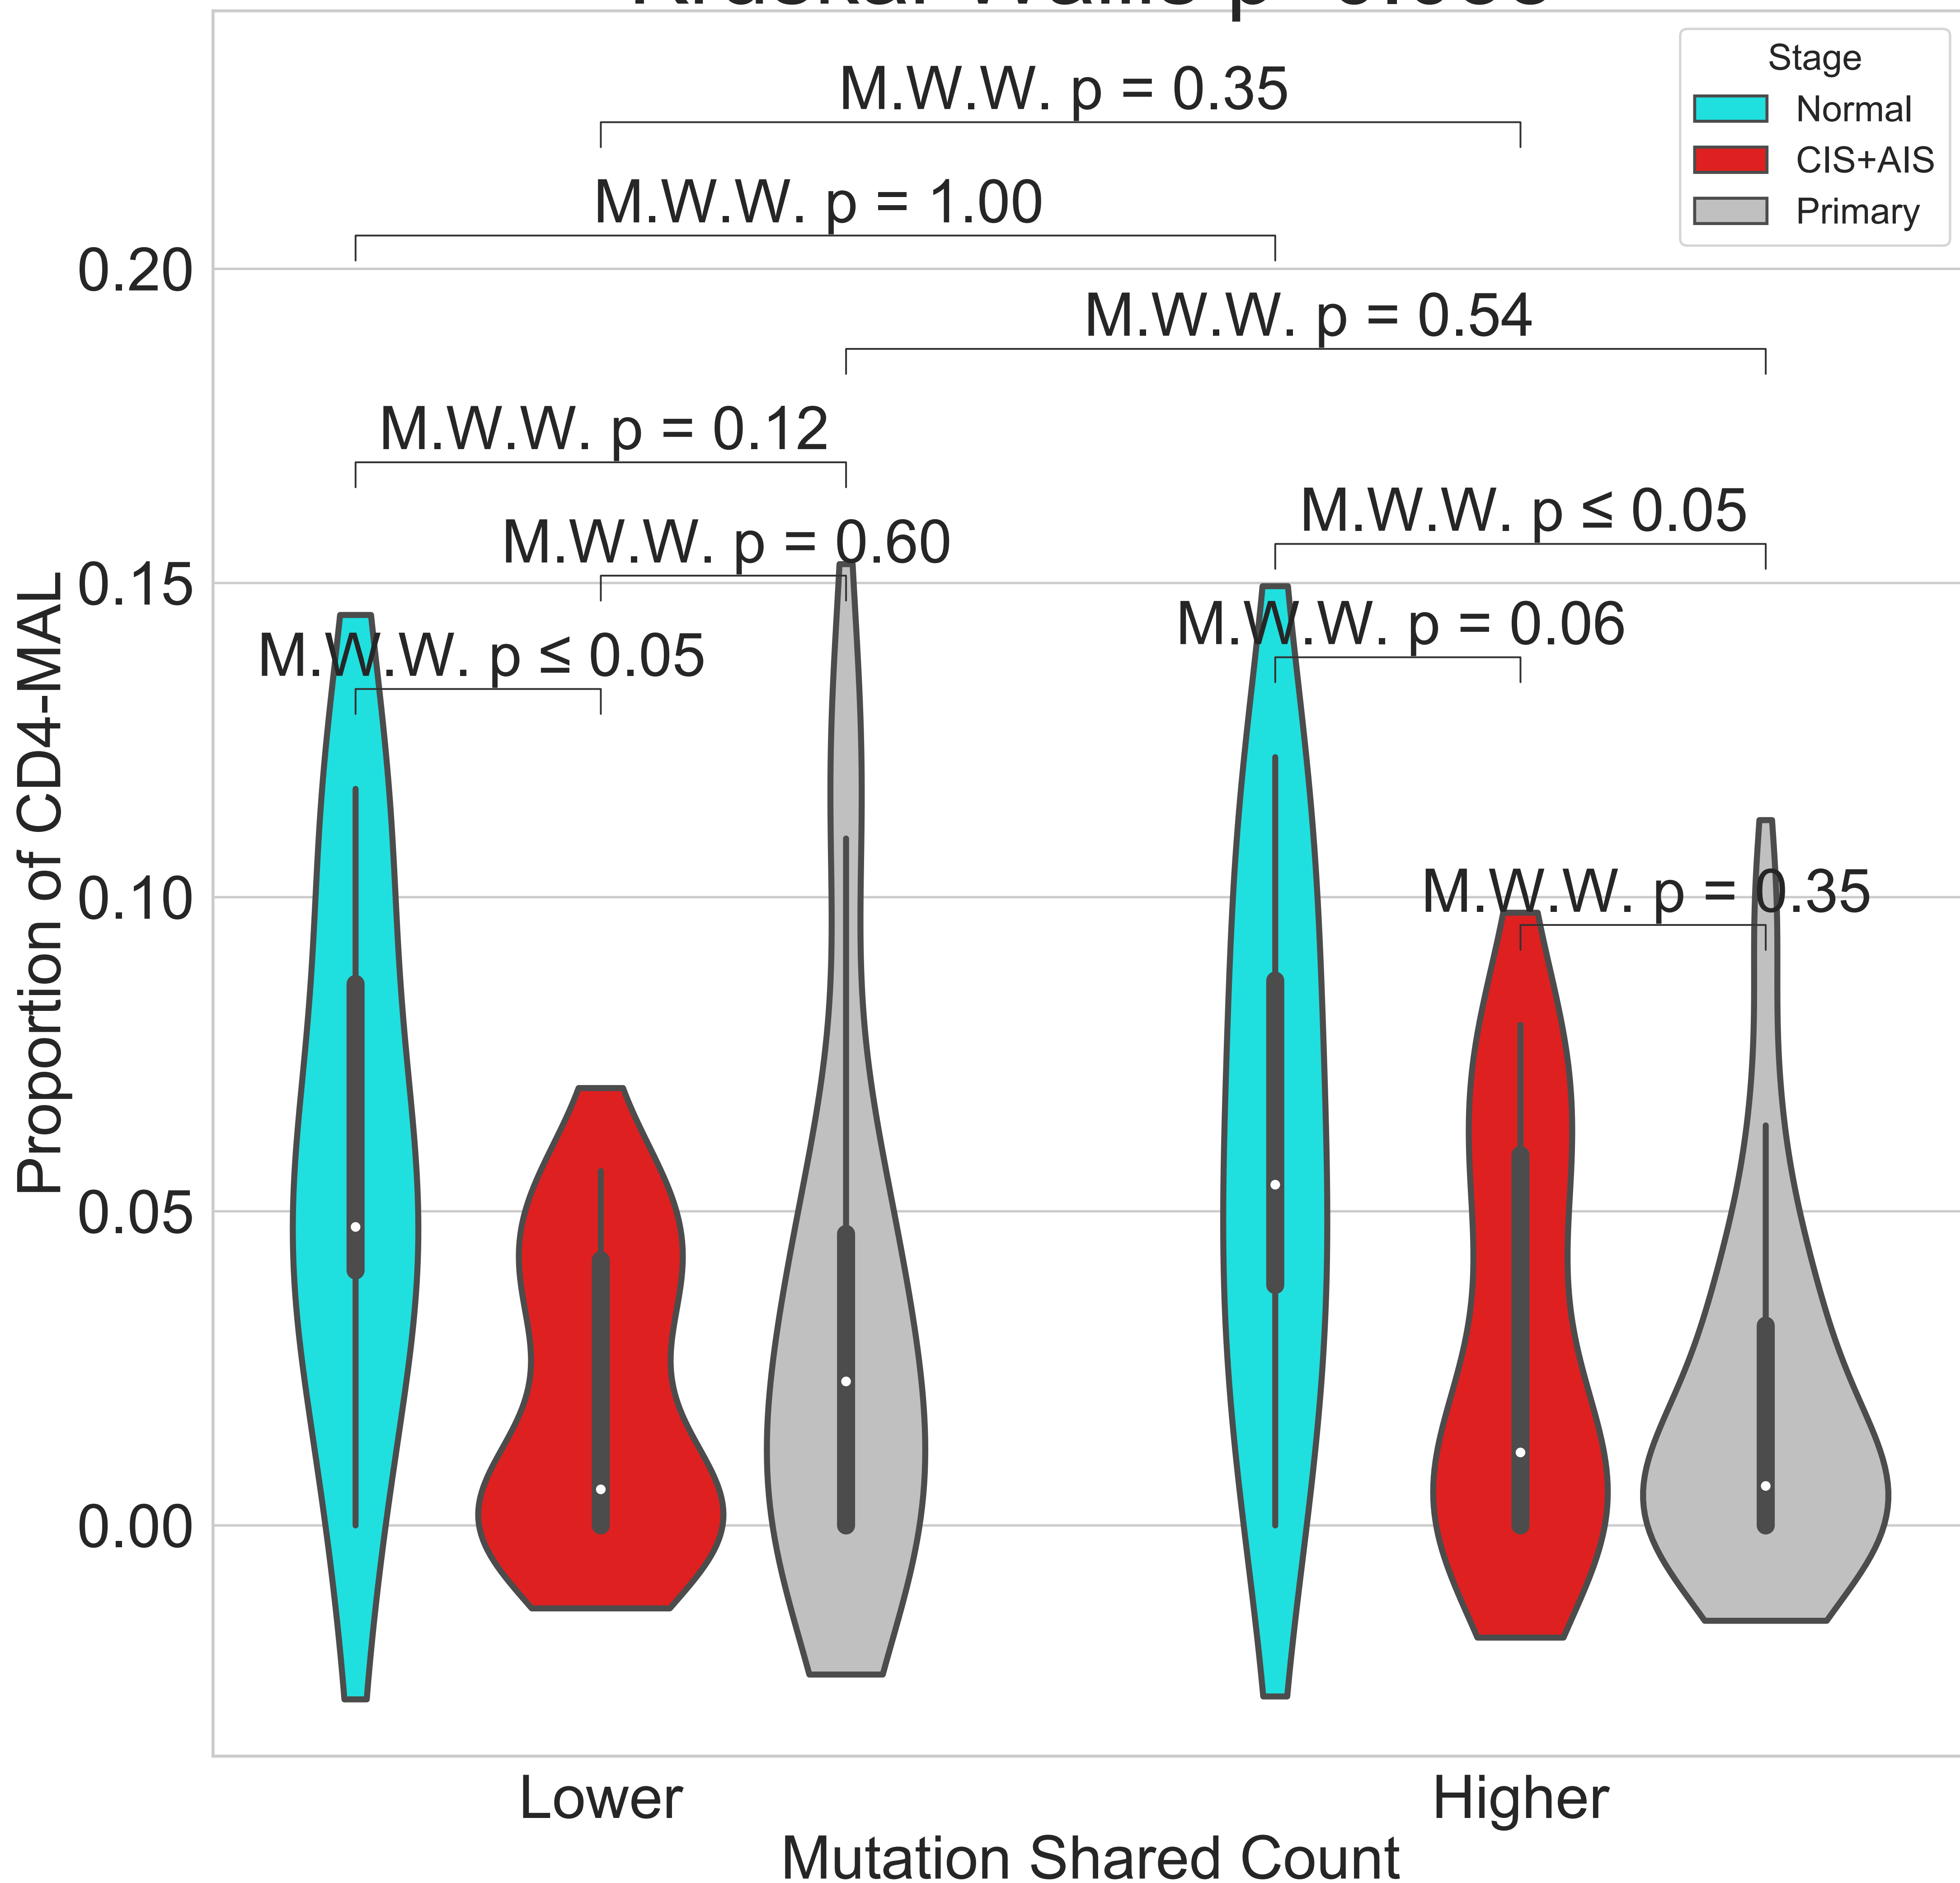 Stage
Normal
CIS+AIS
Primary
M.W.W. p = 0.35
M.W.W. p = 1.00
M.W.W. p = 0.54
M.W.W. p = 0.12
M.W.W. p ≤ 0.05
M.W.W. p = 0.60
M.W.W. p = 0.06
M.W.W. p ≤ 0.05
M.W.W. p = 0.35
0.20
0.15
0.10
0.05
0.00
Proportion of CD4-MAL
Lower
Higher
Mutation Shared Count